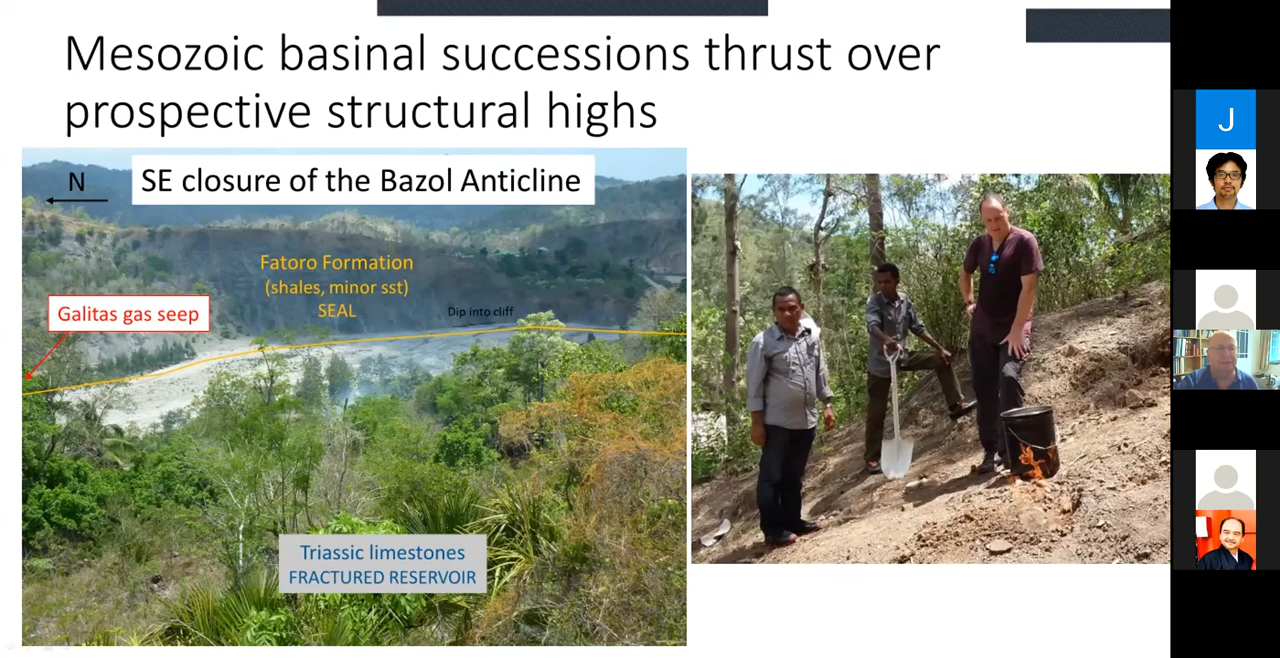 Mesozoic basinal successions thrust over
prospective structural highs
N
SE closure of the Bazol Anticline
Fatoro Formation
(shales, minor sst)
SEAL
Galitas gas seep
Dip into cliff
Triassic limestones
FRACTURED RESERVOIR
J